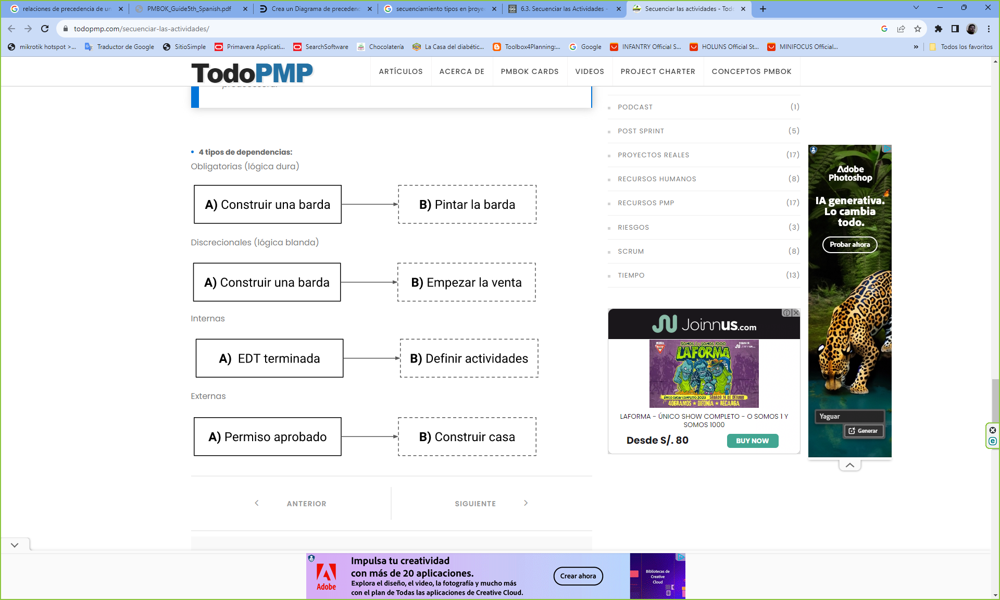 relaciones de precedencia de un
PMBOK_Guide5th_Spanish.pdf
Crea un Diagrama de precedenc
secuenciamiento tipos en proye
6.3. Secuenciar las Actividades -
Secuenciar las actividades - Todo
todopmp.com/secuenciar-las-actividades/
mikrotik hotspot >...
Traductor de Google
SitioSimple
Primavera Applicati...
SearchSoftware
Chocolatería
La Casa del diabétic...
Toolbox4Planning:...
Google
INFANTRY Official S...
HOLUNS Official St...
MINIFOCUS Official...
»
Todos los favoritos
TodoPMP
ARTÍCULOS
ACERCA DE
PMBOK CARDS
VIDEOS
PROJECT CHARTER
CONCEPTOS PMBOK
4 tipos de dependencias:
Obligatorias (lógica dura)
A) Construir una barda
B) Pintar la barda
Discrecionales (lógica blanda)
A) Construir una barda
B) Empezar la venta
Internas
A) EDT terminada
B) Definir actividades
Externas
A) Permiso aprobado
B) Construir casa
ANTERIOR
SIGUIENTE
PODCAST (1)
POST SPRINT (5)
PROYECTOS REALES (17)
RECURSOS HUMANOS (8)
RECURSOS PMP (17)
RIESGOS (3)
SCRUM (8)
TIEMPO (13)
Joinnus.com
SOMOS 1 Y SOMOS 1000
Joinnus
LAFORMA
ÚNICO SHOW COMPLETO 2023 SÁBADO 14 DE OCTUBRE
40GRAMOS ★ DIFONÍA ★ RECARGA
LAFORMA - ÚNICO SHOW COMPLETO - O SOMOS 1 Y
SOMOS 1000
Desde S/. 80
BUY NOW
Adobe
Photoshop
IA generativa.
Lo cambia
todo.
Probar ahora
Yaguar
Generar
Adobe
Impulsa tu creatividad
con más de 20 aplicaciones.
Explora el diseño, el video, la fotografía y mucho más
con el plan de Todas las aplicaciones de Creative Cloud.
Crear ahora
Bibliotecas de
Creative
Cloud